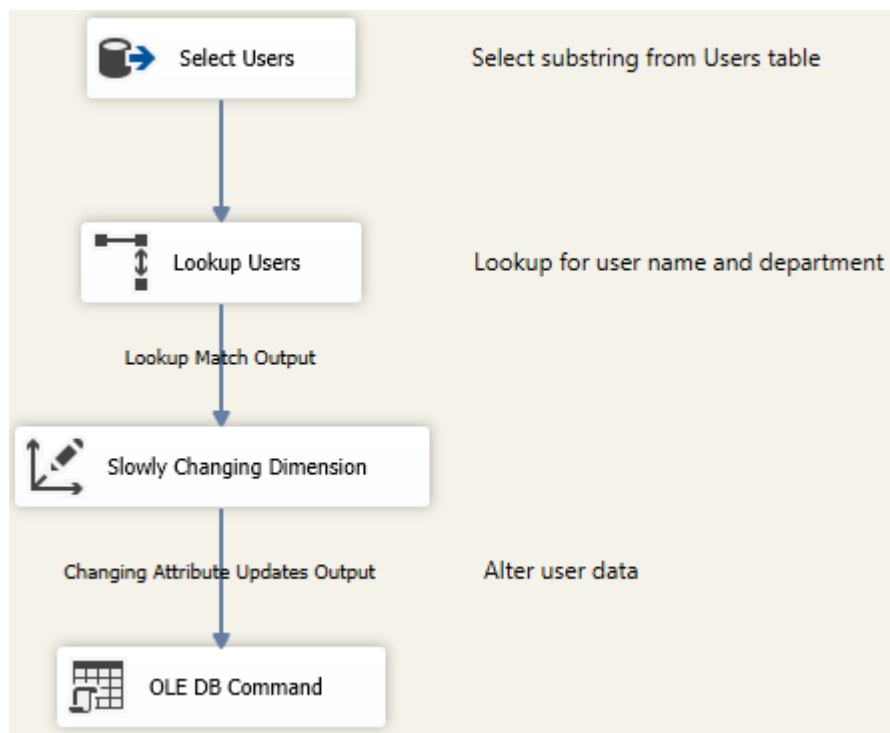 Select Users
Select substring from Users table
Lookup Users
Lookup for user name and department
Lookup Match Output
Slowly Changing Dimension
Changing Attribute Updates Output
Alter user data
OLE DB Command